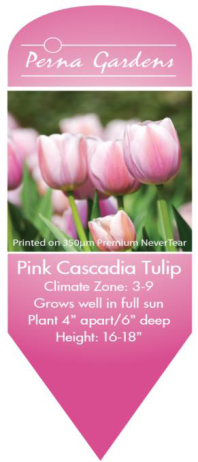 Perna Gardens
Printed on 350µm Premium NeverTear
Pink Cascadia Tulip
Climate Zone: 3-9
Grows well in full sun
Plant 4” apart/6” deep
Height: 16-18”